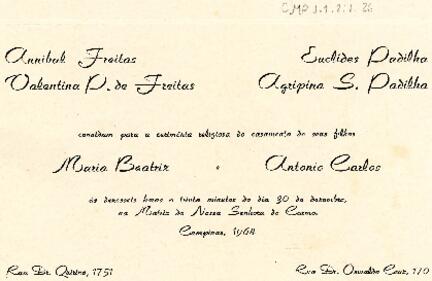 CMP 1.1.2.1. 26
Annibal Freitas
Valentina P. de Freitas
Euclides Padilha
Agripina S. Padilha
convidam para a cerimônia religiosa do casamento de seus filhos
Maria Beatriz e Antonio Carlos
às dezesseis horas e trinta minutos do dia 30 de dezembro,
na Matriz de Nossa Senhora do Carmo.
Campinas, 1964
Rua Dr. Quirino, 1751
Rua Dr. Oswaldo Cruz,